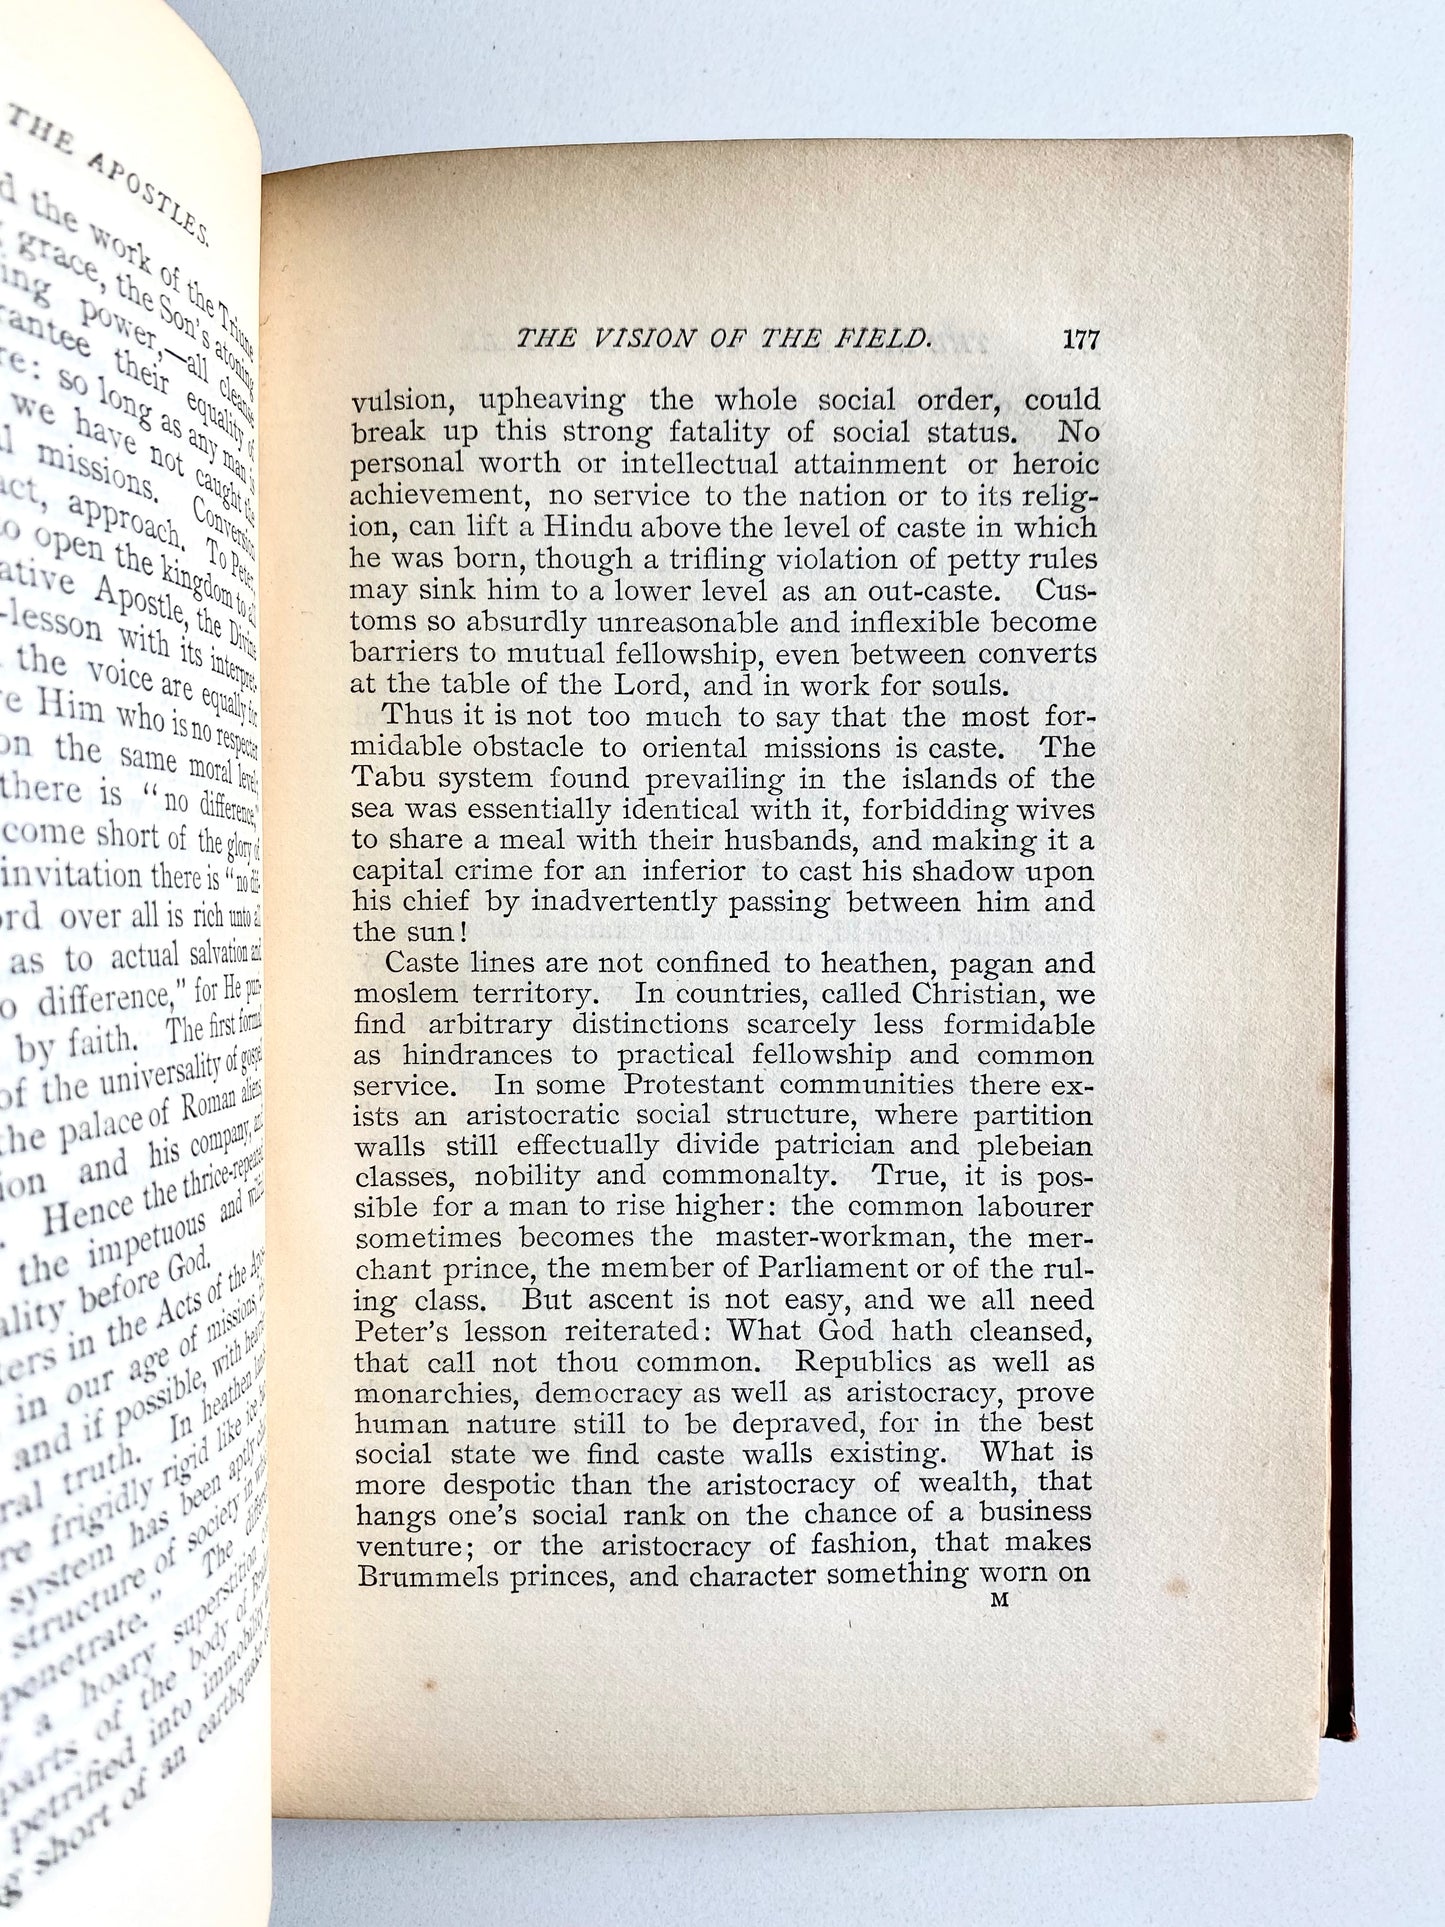 THE APOSTLES.
the work of the Triune
grace, the Son's atoning
power,—all cleanse
their equality of
: so long as any man is
we have not caught the
missions. Conversion
approach. To Peter,
to open the kingdom to all
Apostle, the Divine
-lesson with its interpret-
the voice are equally for
Him who is no respecter
on the same moral level;
there is "no difference,"
come short of the glory of
invitation there is "no dif-
over all is rich unto all
as to actual salvation and
difference," for He puri-
by faith. The first formal
of the universality of gospel
the palace of Roman aliens,
and his company, and
Hence the thrice-repeated
the impetuous and wilful
before God.
in the Acts of the Apos-
in our age of missions,
and if possible, with
truth. In heathen
frigidly rigid like ice
system has been aptly
structure of society in
penetrate." The
a hoary superstition
parts of the body of
petrified into immobility
short of an earthquake
THE VISION OF THE FIELD. 177
vulsion, upheaving the whole social order, could
break up this strong fatality of social status. No
personal worth or intellectual attainment or heroic
achievement, no service to the nation or to its relig-
ion, can lift a Hindu above the level of caste in which
he was born, though a trifling violation of petty rules
may sink him to a lower level as an out-caste. Cus-
toms so absurdly unreasonable and inflexible become
barriers to mutual fellowship, even between converts
at the table of the Lord, and in work for souls.
Thus it is not too much to say that the most for-
midable obstacle to oriental missions is caste. The
Tabu system found prevailing in the islands of the
sea was essentially identical with it, forbidding wives
to share a meal with their husbands, and making it a
capital crime for an inferior to cast his shadow upon
his chief by inadvertently passing between him and
the sun!
Caste lines are not confined to heathen, pagan and
moslem territory. In countries, called Christian, we
find arbitrary distinctions scarcely less formidable
as hindrances to practical fellowship and common
service. In some Protestant communities there ex-
ists an aristocratic social structure, where partition
walls still effectually divide patrician and plebeian
classes, nobility and commonalty. True, it is pos-
sible for a man to rise higher: the common labourer
sometimes becomes the master-workman, the mer-
chant prince, the member of Parliament or of the rul-
ing class. But ascent is not easy, and we all need
Peter's lesson reiterated: What God hath cleansed,
that call not thou common. Republics as well as
monarchies, democracy as well as aristocracy, prove
human nature still to be depraved, for in the best
social state we find caste walls existing. What is
more despotic than the aristocracy of wealth, that
hangs one's social rank on the chance of a business
venture; or the aristocracy of fashion, that makes
Brummels princes, and character something worn on
M